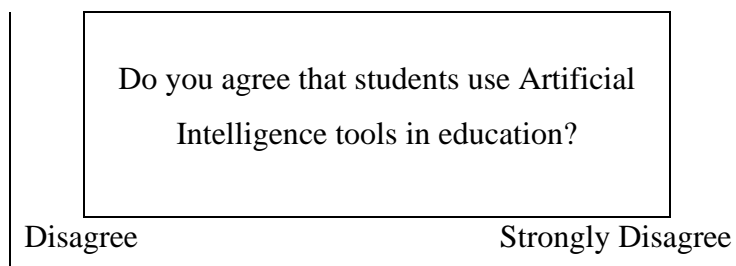 Do you agree that students use Artificial
Intelligence tools in education?
Disagree Strongly Disagree